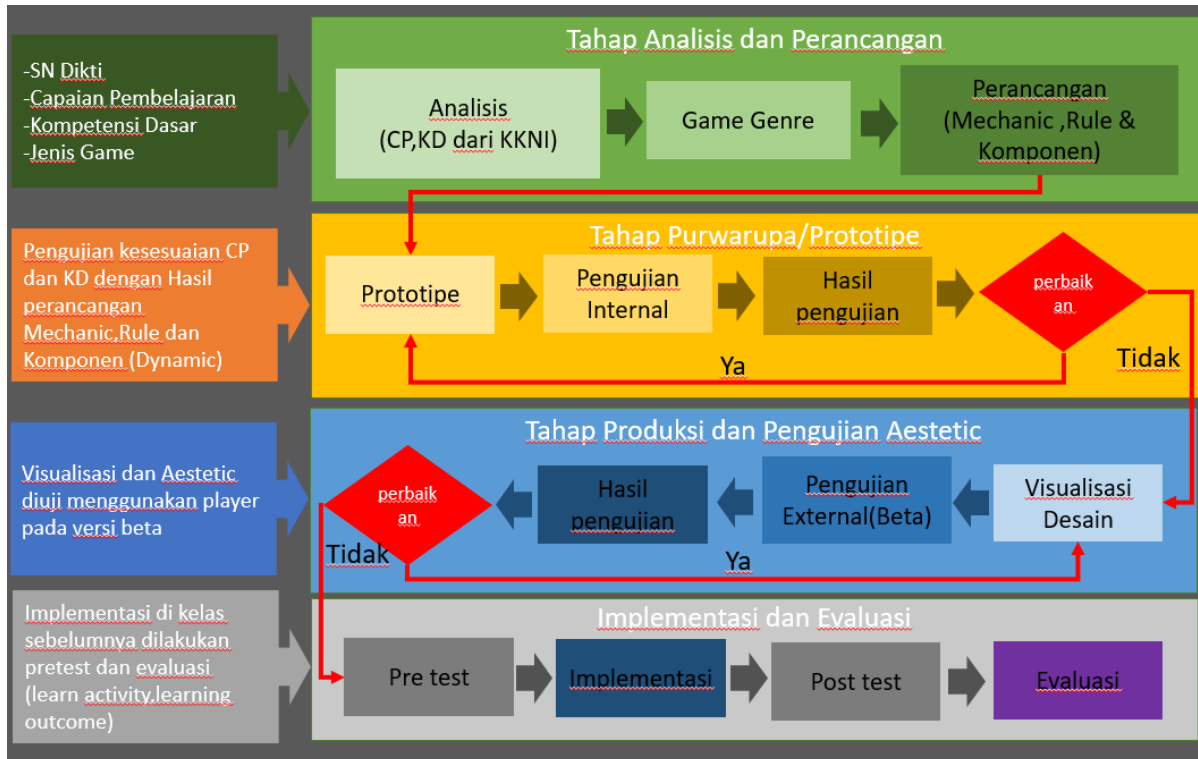 -SN Dikti
-Capaian Pembelajaran
-Kompetensi Dasar
-Jenis Game
Tahap Analisis dan Perancangan
Analisis
(CP,KD dari KKNI)
Game Genre
Perancangan
(Mechanic ,Rule &
Komponen)
Pengujian kesesuaian CP
dan KD dengan Hasil
perancangan
Mechanic,Rule dan
Komponen (Dynamic)
Tahap Purwarupa/Prototipe
Prototipe
Pengujian
Internal
Hasil
pengujian
perbaik
an
Ya
Tidak
Visualisasi dan Aestetic
diuji menggunakan player
pada versi beta
Tahap Produksi dan Pengujian Aestetic
perbaik
an
Hasil
pengujian
Pengujian
External(Beta)
Visualisasi
Desain
Tidak
Ya
Implementasi di kelas
sebelumnya dilakukan
pretest dan evaluasi
(learn activity,learning
outcome)
Implementasi dan Evaluasi
Pre test
Implementasi
Post test
Evaluasi